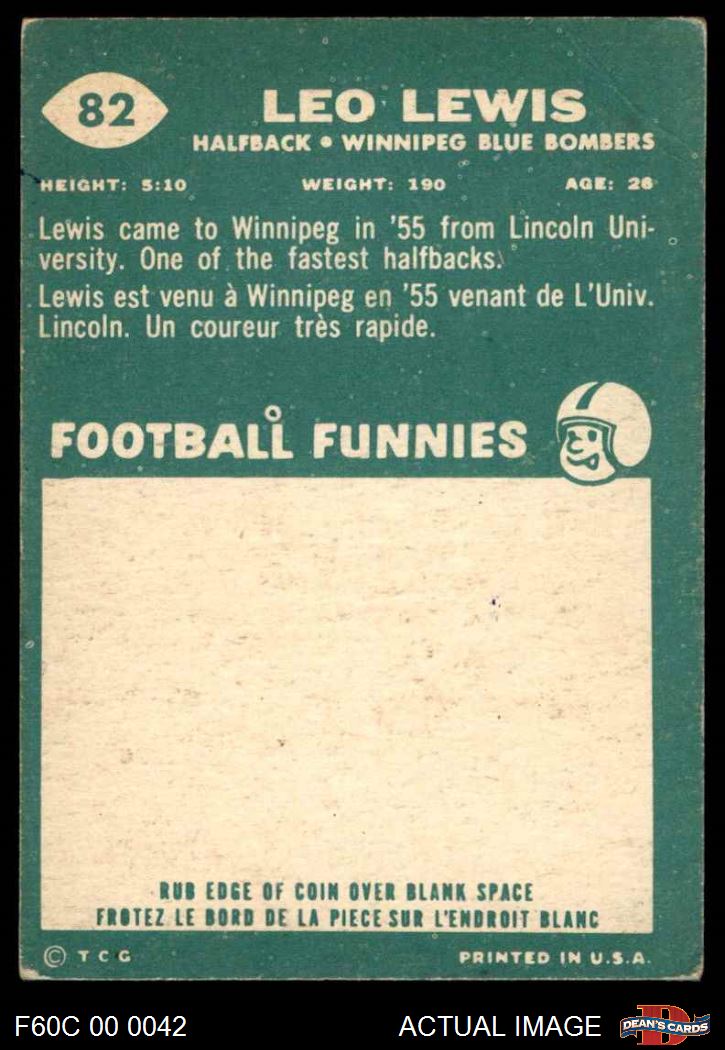 82
LEO LEWIS
HALFBACK • WINNIPEG BLUE BOMBERS
HEIGHT: 5:10 WEIGHT: 190 AGE: 26
Lewis came to Winnipeg in '55 from Lincoln Uni-
versity. One of the fastest halfbacks.
Lewis est venu à Winnipeg en '55 venant de L'Univ.
Lincoln. Un coureur très rapide.
FOOTBALL FUNNIES
RUB EDGE OF COIN OVER BLANK SPACE
FROTEZ LE BORD DE LA PIECE SUR L'ENDROIT BLANC
© T C G PRINTED IN U.S.A.
F60C 00 0042 ACTUAL IMAGE DEAN'S CARDS